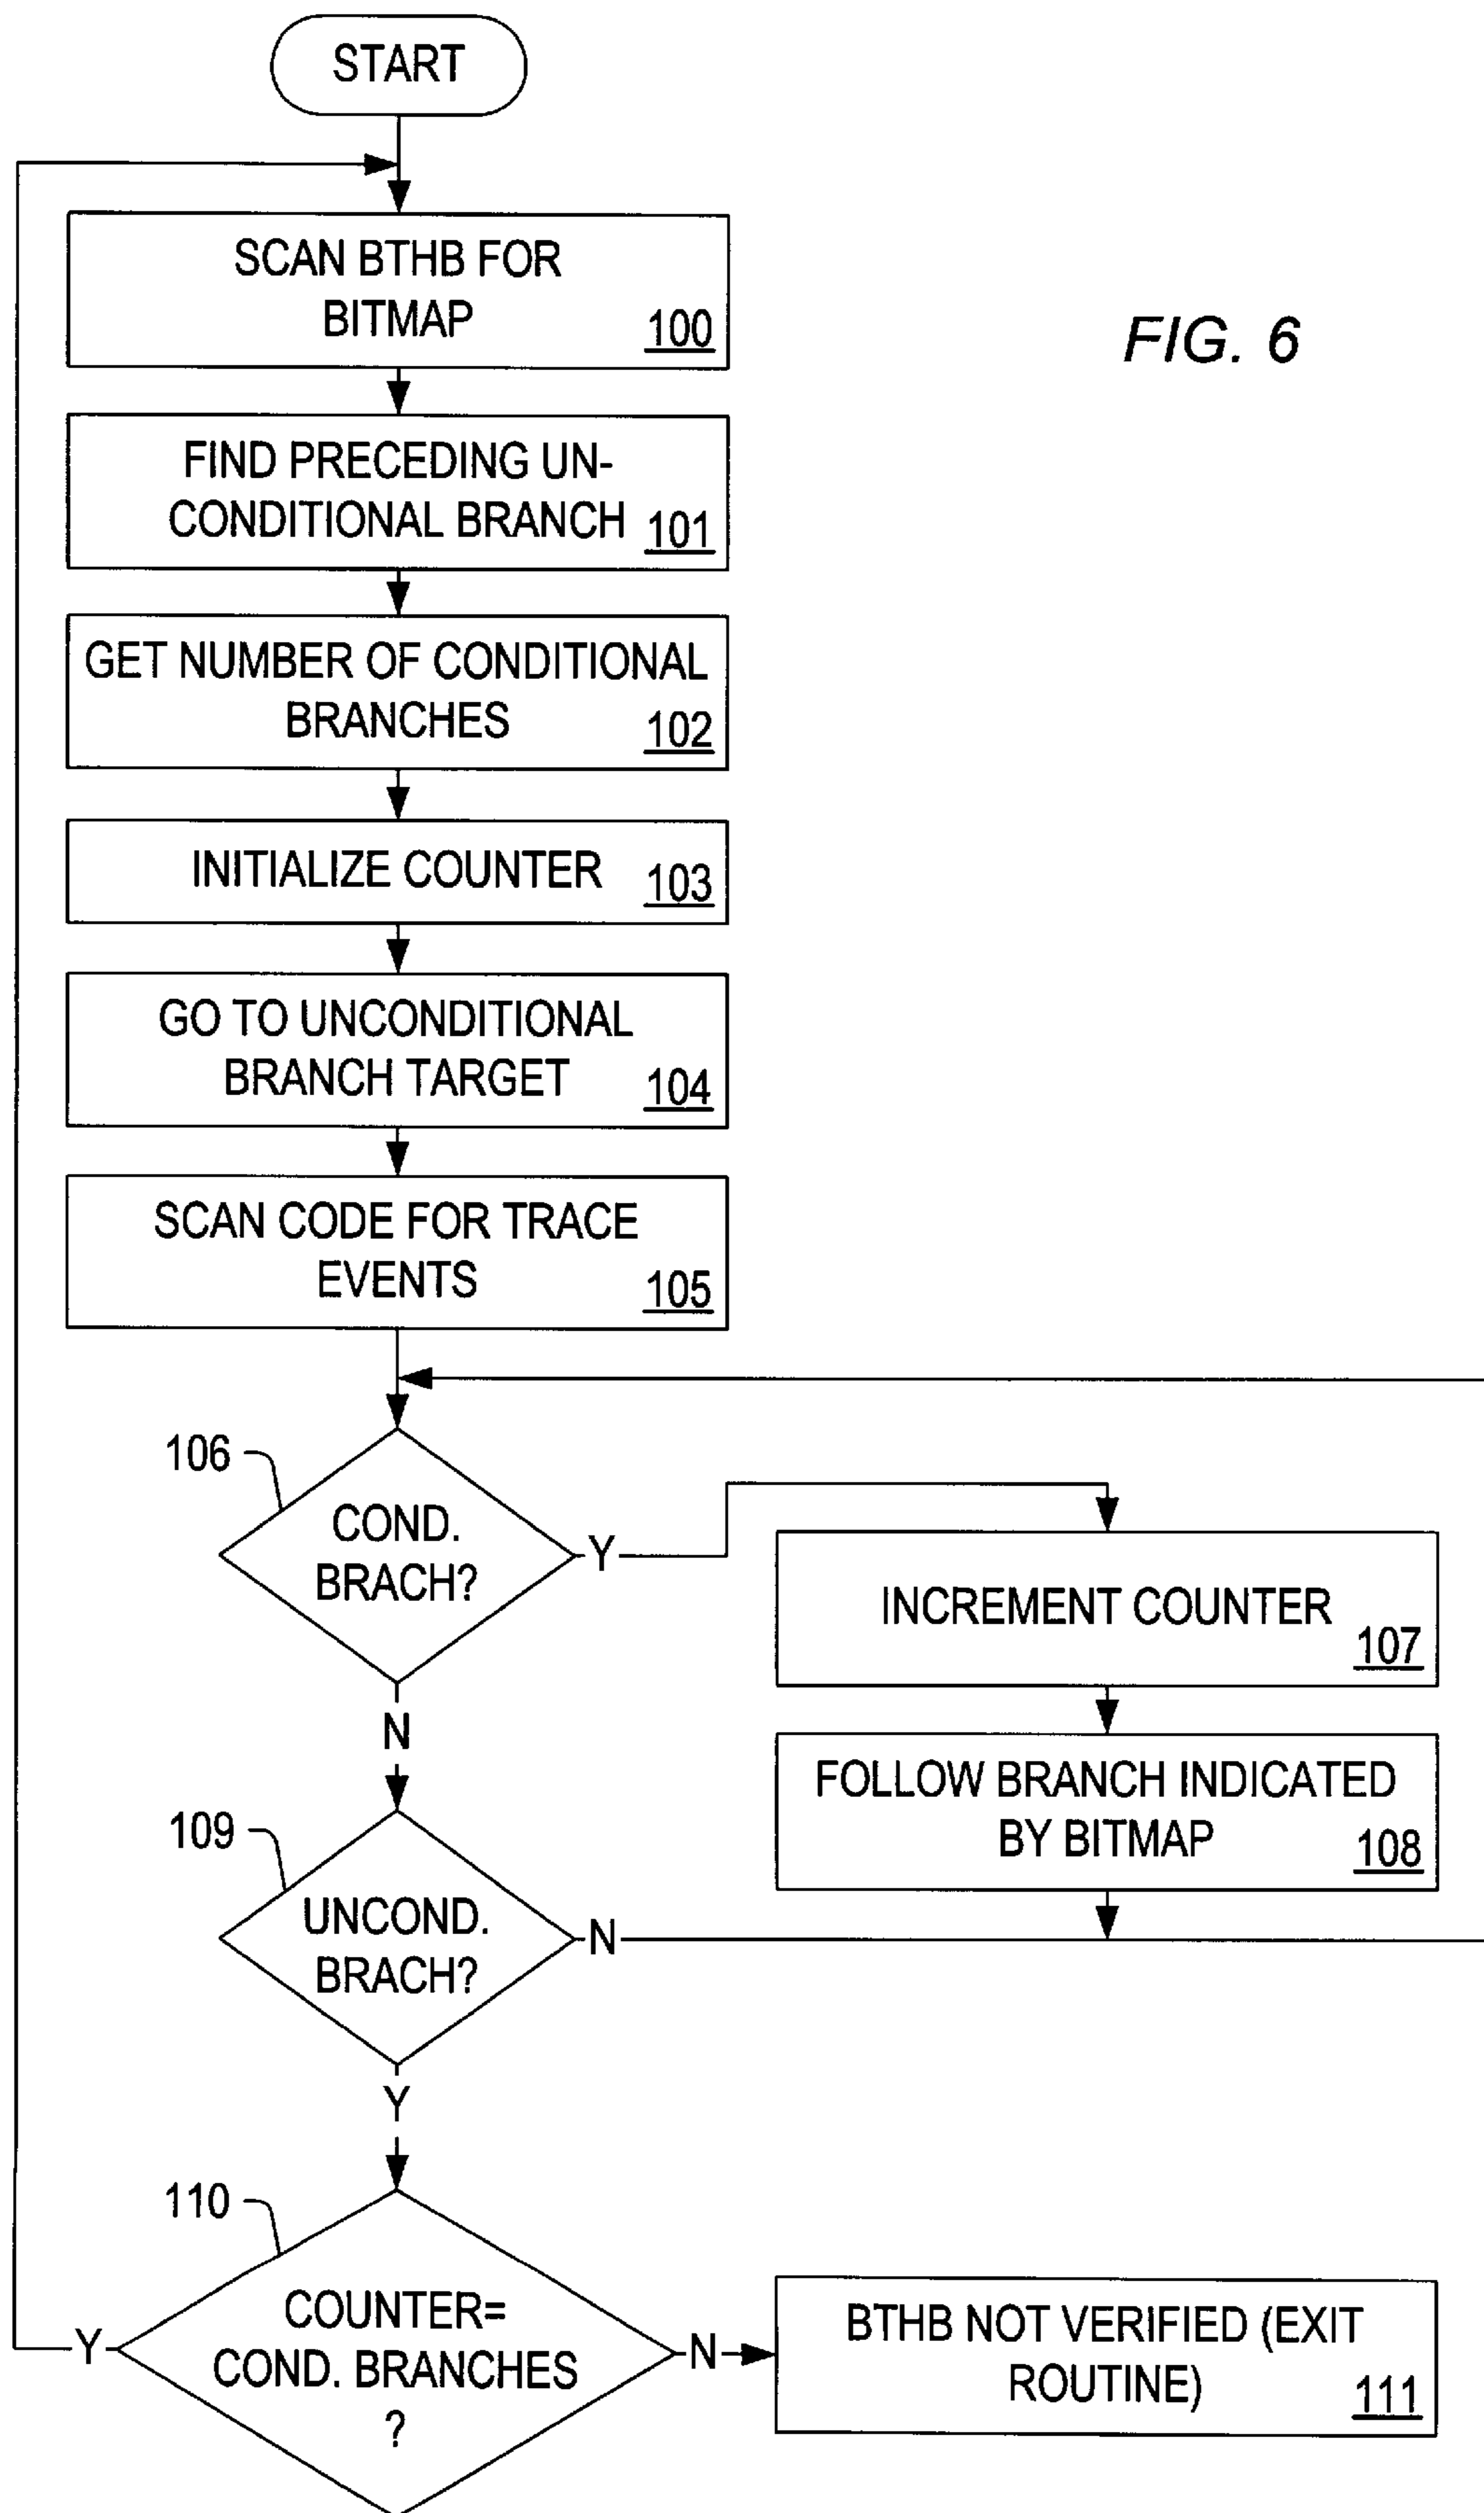 START
SCAN BTHB FOR
BITMAP 100
FIG. 6
FIND PRECEDING UN-
CONDITIONAL BRANCH 101
GET NUMBER OF CONDITIONAL
BRANCHES 102
INITIALIZE COUNTER 103
GO TO UNCONDITIONAL
BRANCH TARGET 104
SCAN CODE FOR TRACE
EVENTS 105
106
COND.
BRACH?
Y
INCREMENT COUNTER
107
N
FOLLOW BRANCH INDICATED
BY BITMAP 108
109
UNCOND.
BRACH?
N
Y
110
COUNTER=
COND. BRANCHES
?
Y
N
BTHB NOT VERIFIED (EXIT
ROUTINE) 111